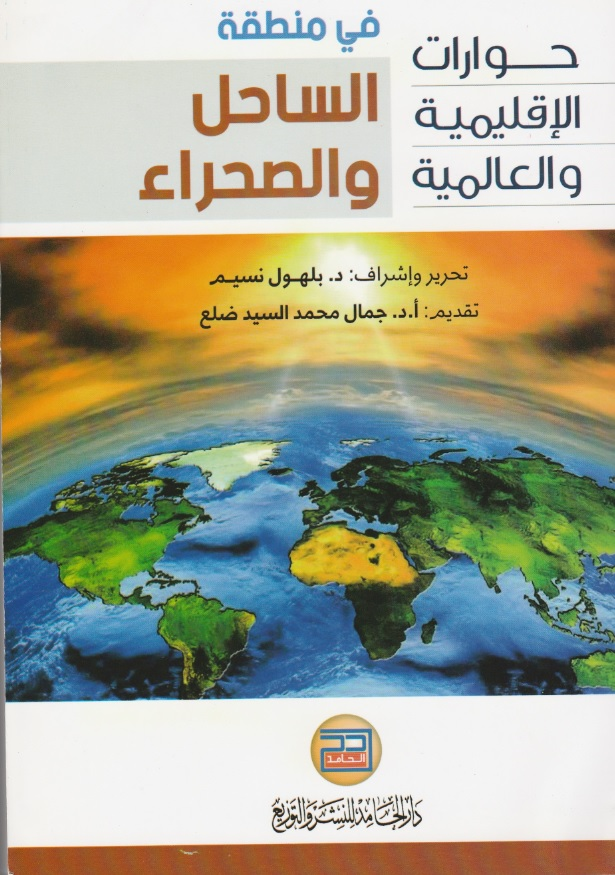 حوارات
الإقليمية
والعالمية
في منطقة
الساحل
والصحراء
تحرير وإشراف: د. بلهول نسيم
تقديم: أ.د. جمال محمد السيد ضلع
الحامد
دار الحامد للنشر والتوزيع